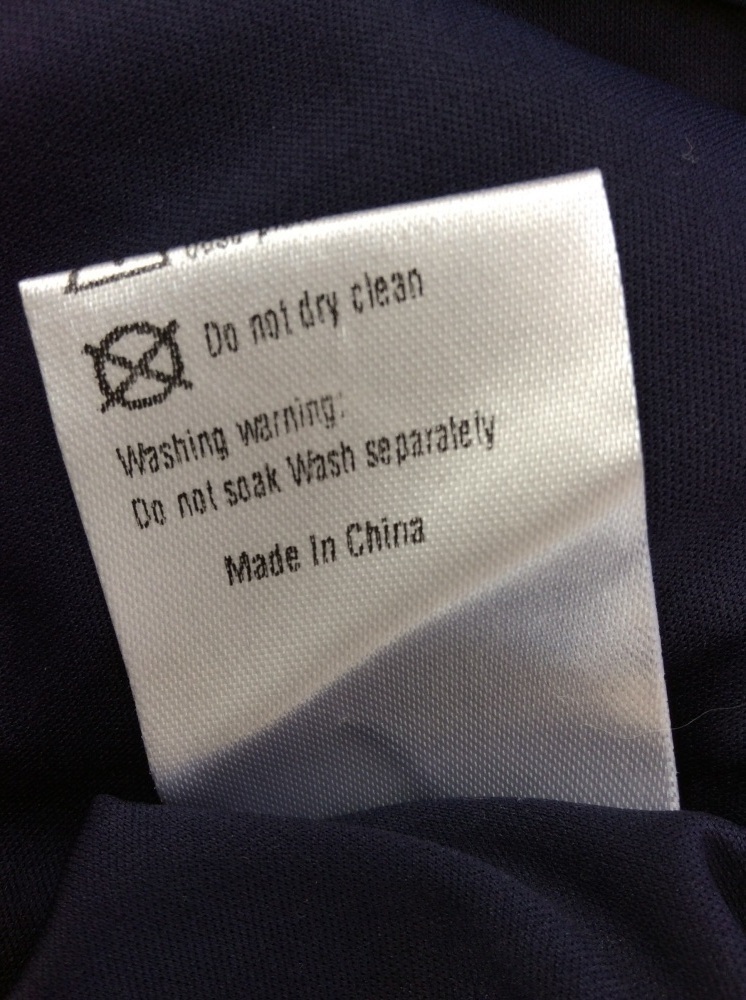 Do not dry clean
Washing warning:
Do not soak Wash separately
Made In China